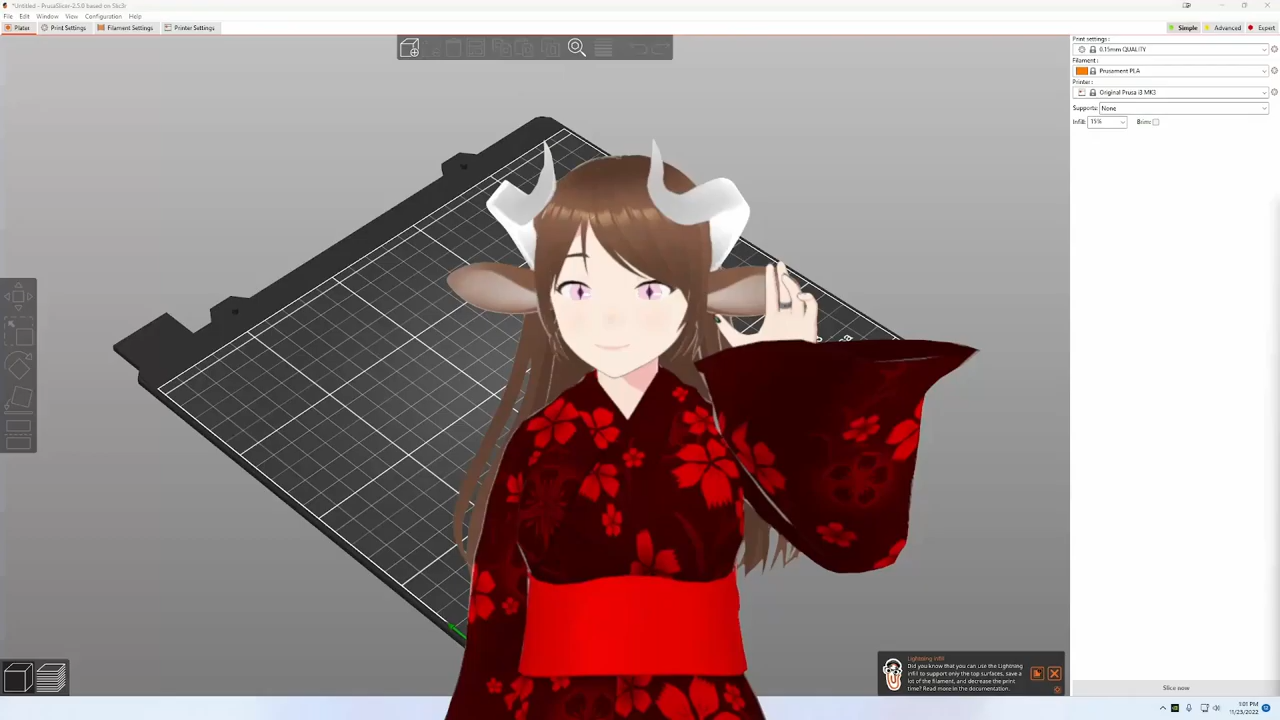 *Untitled - PrusaSlicer-2.5.0 based on Slic3r
File Edit Window View Configuration Help
Plater Print Settings Filament Settings Printer Settings
Simple Advanced Expert
Print settings:
0.15mm QUALITY
Filament:
Prusament PLA
Printer:
Original Prusa i3 MK3
Supports: None
Infill: 15% Brim:
Lightning infill
Did you know that you can use the Lightning
infill to support only the top surfaces, save a
lot of the filament, and decrease the print
time? Read more in the documentation.
Slice now
1:01 PM
11/23/2022